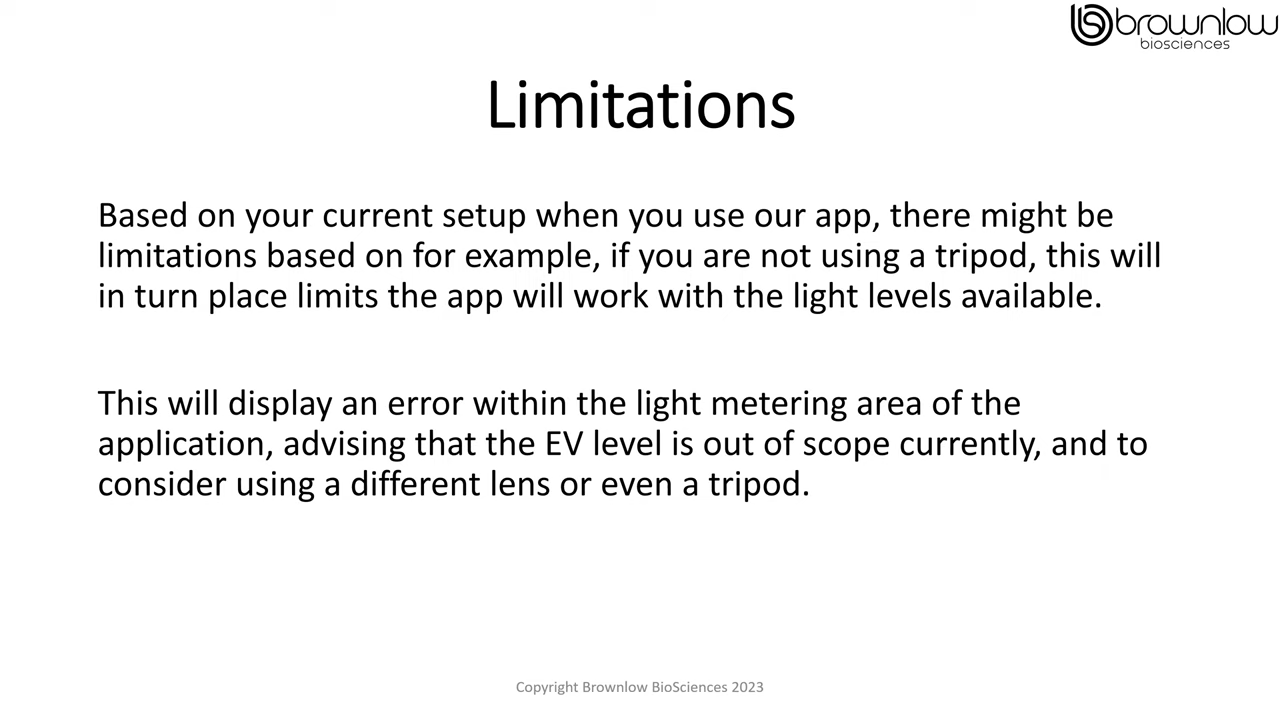 brownlow
biosciences
Limitations
Based on your current setup when you use our app, there might be
limitations based on for example, if you are not using a tripod, this will
in turn place limits the app will work with the light levels available.
This will display an error within the light metering area of the
application, advising that the EV level is out of scope currently, and to
consider using a different lens or even a tripod.
Copyright Brownlow BioSciences 2023